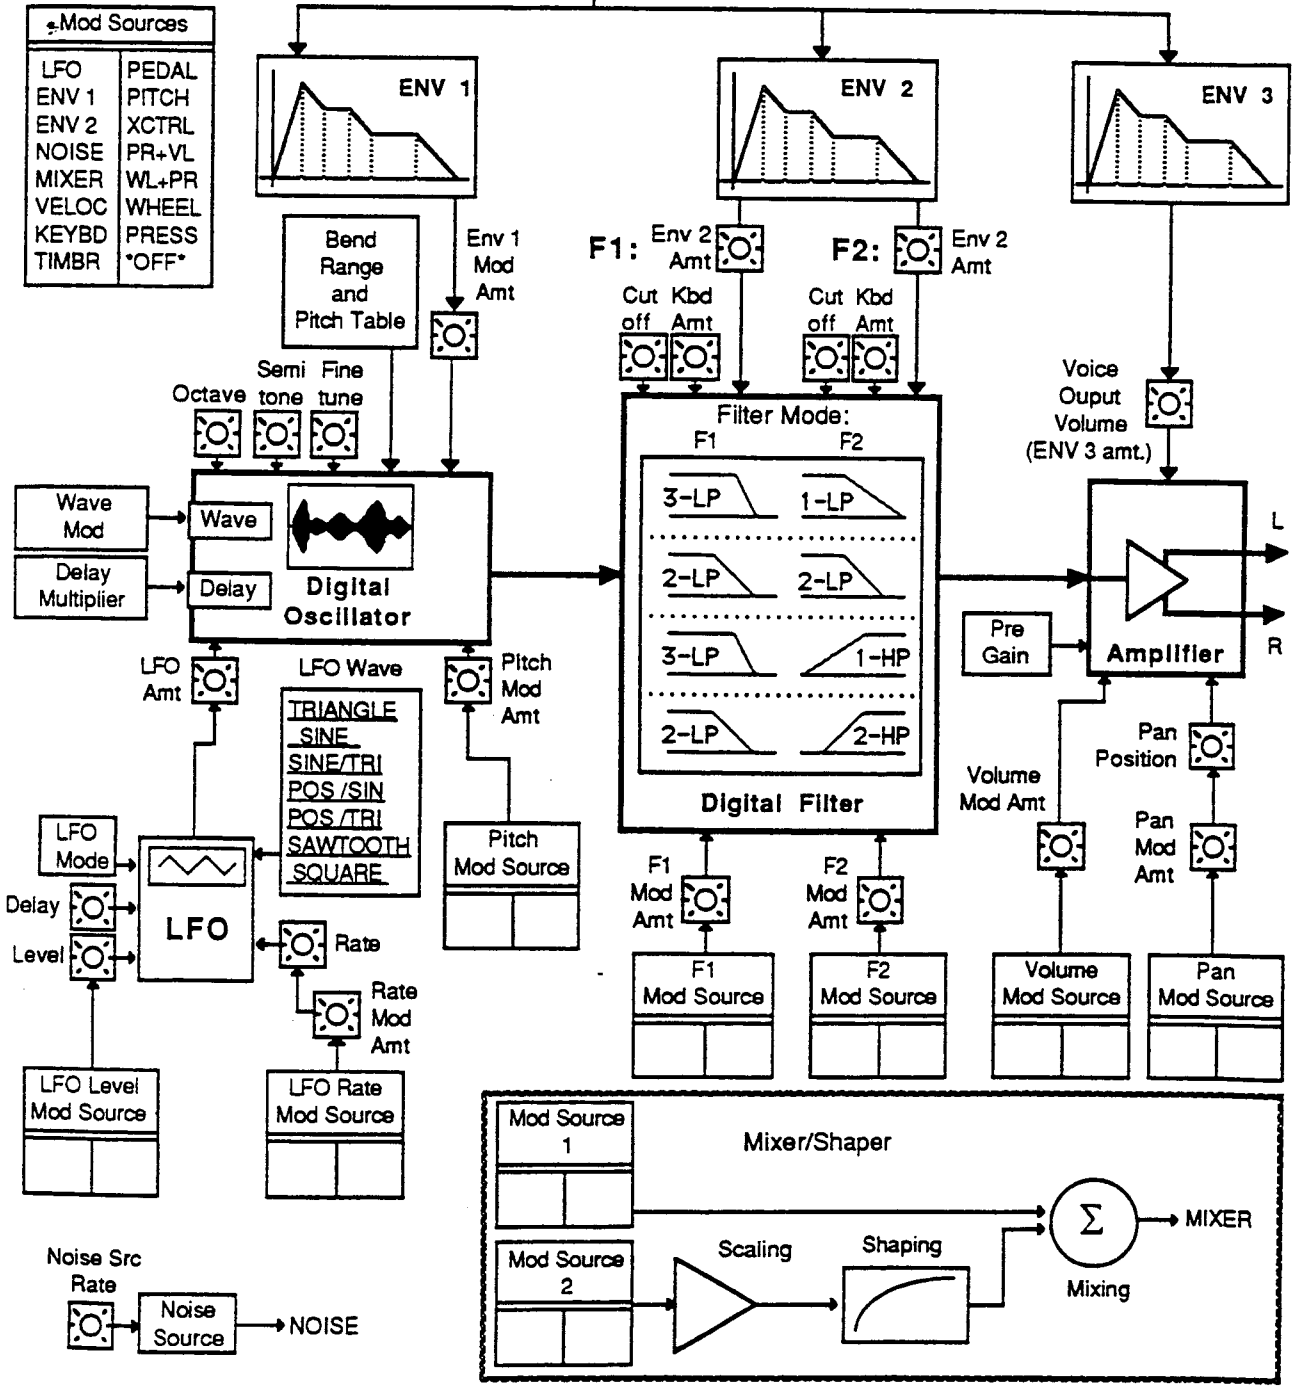 Mod Sources
LFO PEDAL
ENV 1 PITCH
ENV 2 XCTRL
NOISE PR+VL
MIXER WL+PR
VELOC WHEEL
KEYBD PRESS
TIMBR *OFF*
ENV 1
ENV 2
ENV 3
Bend
Range
and
Pitch Table
Env 1
Mod
Amt
F1:
Env 2
Amt
F2:
Env 2
Amt
Cut
off
Kbd
Amt
Cut
off
Kbd
Amt
Octave
Semi
tone
Fine
tune
Voice
Ouput
Volume
(ENV 3 amt.)
Wave
Mod
Delay
Multiplier
Wave
Delay
Digital
Oscillator
Filter Mode:
F1 F2
3-LP 1-LP
2-LP 2-LP
3-LP 1-HP
2-LP 2-HP
Digital Filter
L
R
Pre
Gain
Amplifier
LFO
Amt
LFO Wave
TRIANGLE
SINE
SINE/TRI
POS /SIN
POS /TRI
SAWTOOTH
SQUARE
Pitch
Mod
Amt
Pitch
Mod Source
LFO
Mode
Delay
Level
LFO
Rate
Rate
Mod
Amt
LFO Level
Mod Source
LFO Rate
Mod Source
F1
Mod
Amt
F2
Mod
Amt
Volume
Mod Amt
Pan
Position
Pan
Mod
Amt
F1
Mod Source
F2
Mod Source
Volume
Mod Source
Pan
Mod Source
Mod Source
1
Mixer/Shaper
Mod Source
2
Scaling
Shaping
Σ
Mixing
MIXER
Noise Src
Rate
Noise
Source
NOISE